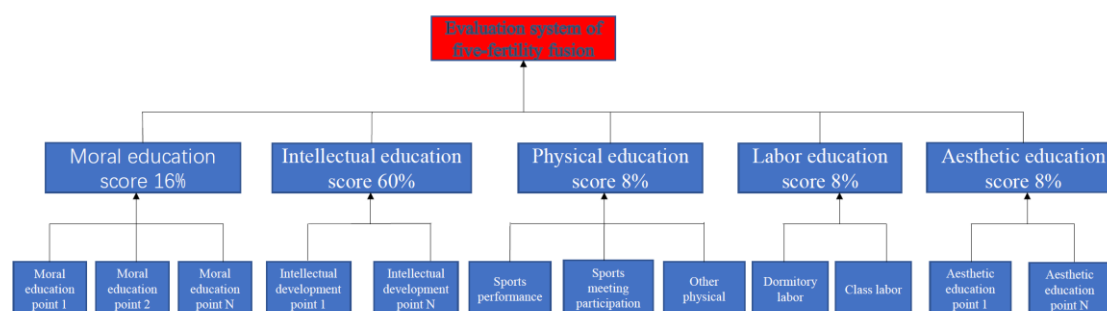 Evaluation system of
five-fertility fusion
Moral education
score 16%
Intellectual education
score 60%
Physical education
score 8%
Labor education
score 8%
Aesthetic education
score 8%
Moral
education
point 1
Moral
education
point 2
Moral
education
point N
Intellectual
development
point 1
Intellectual
development
point N
Sports
performance
Sports
meeting
participation
Other
physical
Dormitory
labor
Class labor
Aesthetic
education
point 1
Aesthetic
education
point N